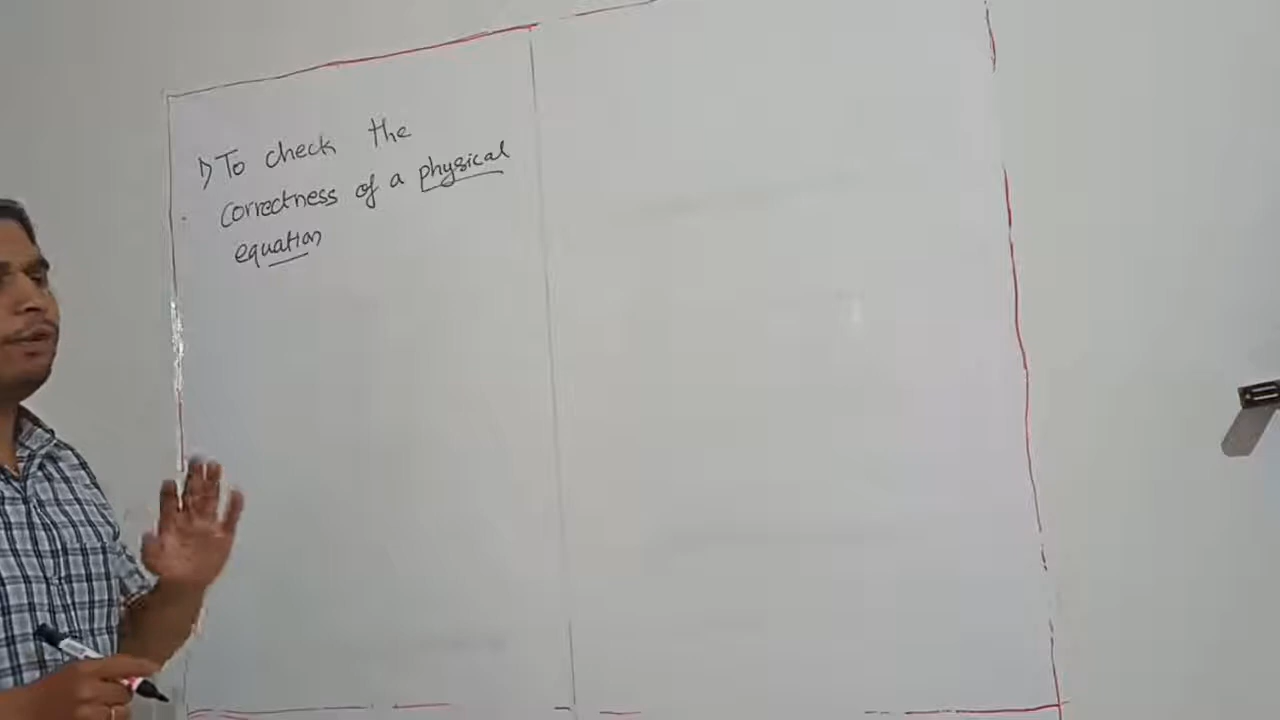 1) To check the
correctness of a physical
equation